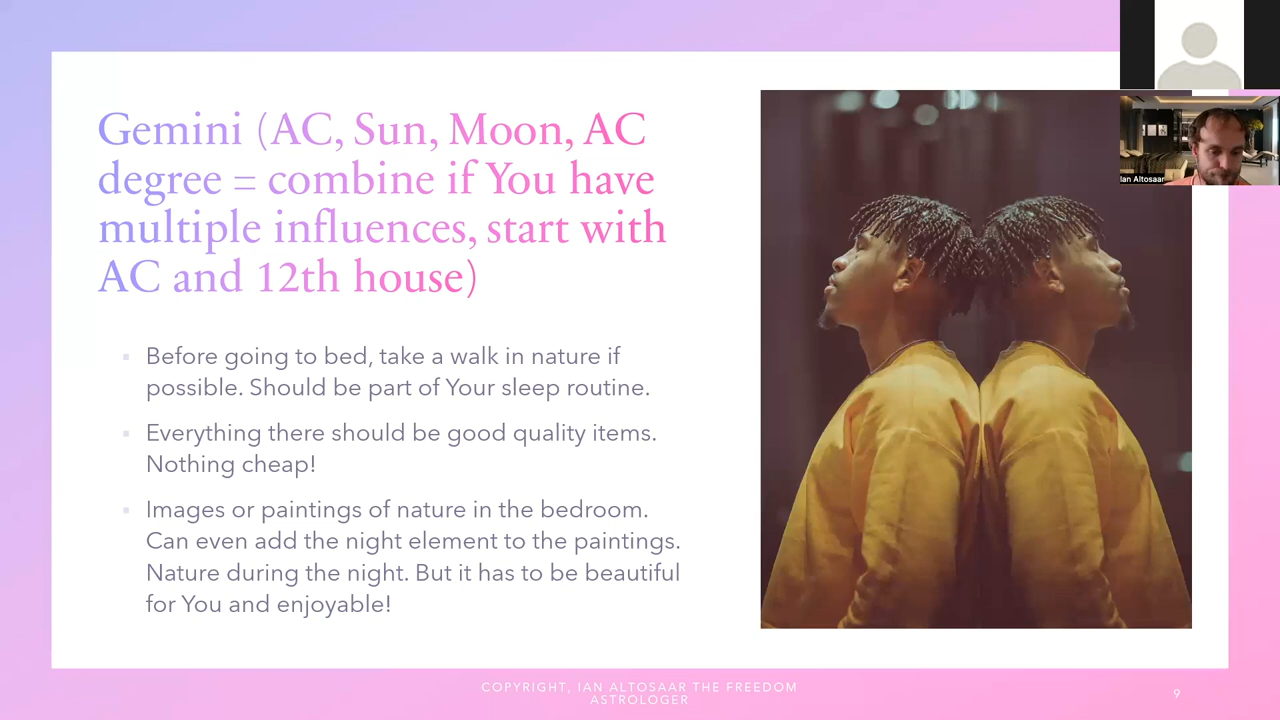 Gemini (AC, Sun, Moon, AC
degree = combine if You have
multiple influences, start with
AC and 12th house)
Before going to bed, take a walk in nature if
possible. Should be part of Your sleep routine.
Everything there should be good quality items.
Nothing cheap!
Images or paintings of nature in the bedroom.
Can even add the night element to the paintings.
Nature during the night. But it has to be beautiful
for You and enjoyable!
Ian Altosaar
COPYRIGHT, IAN ALTOSAAR THE FREEDOM
ASTROLOGER
9